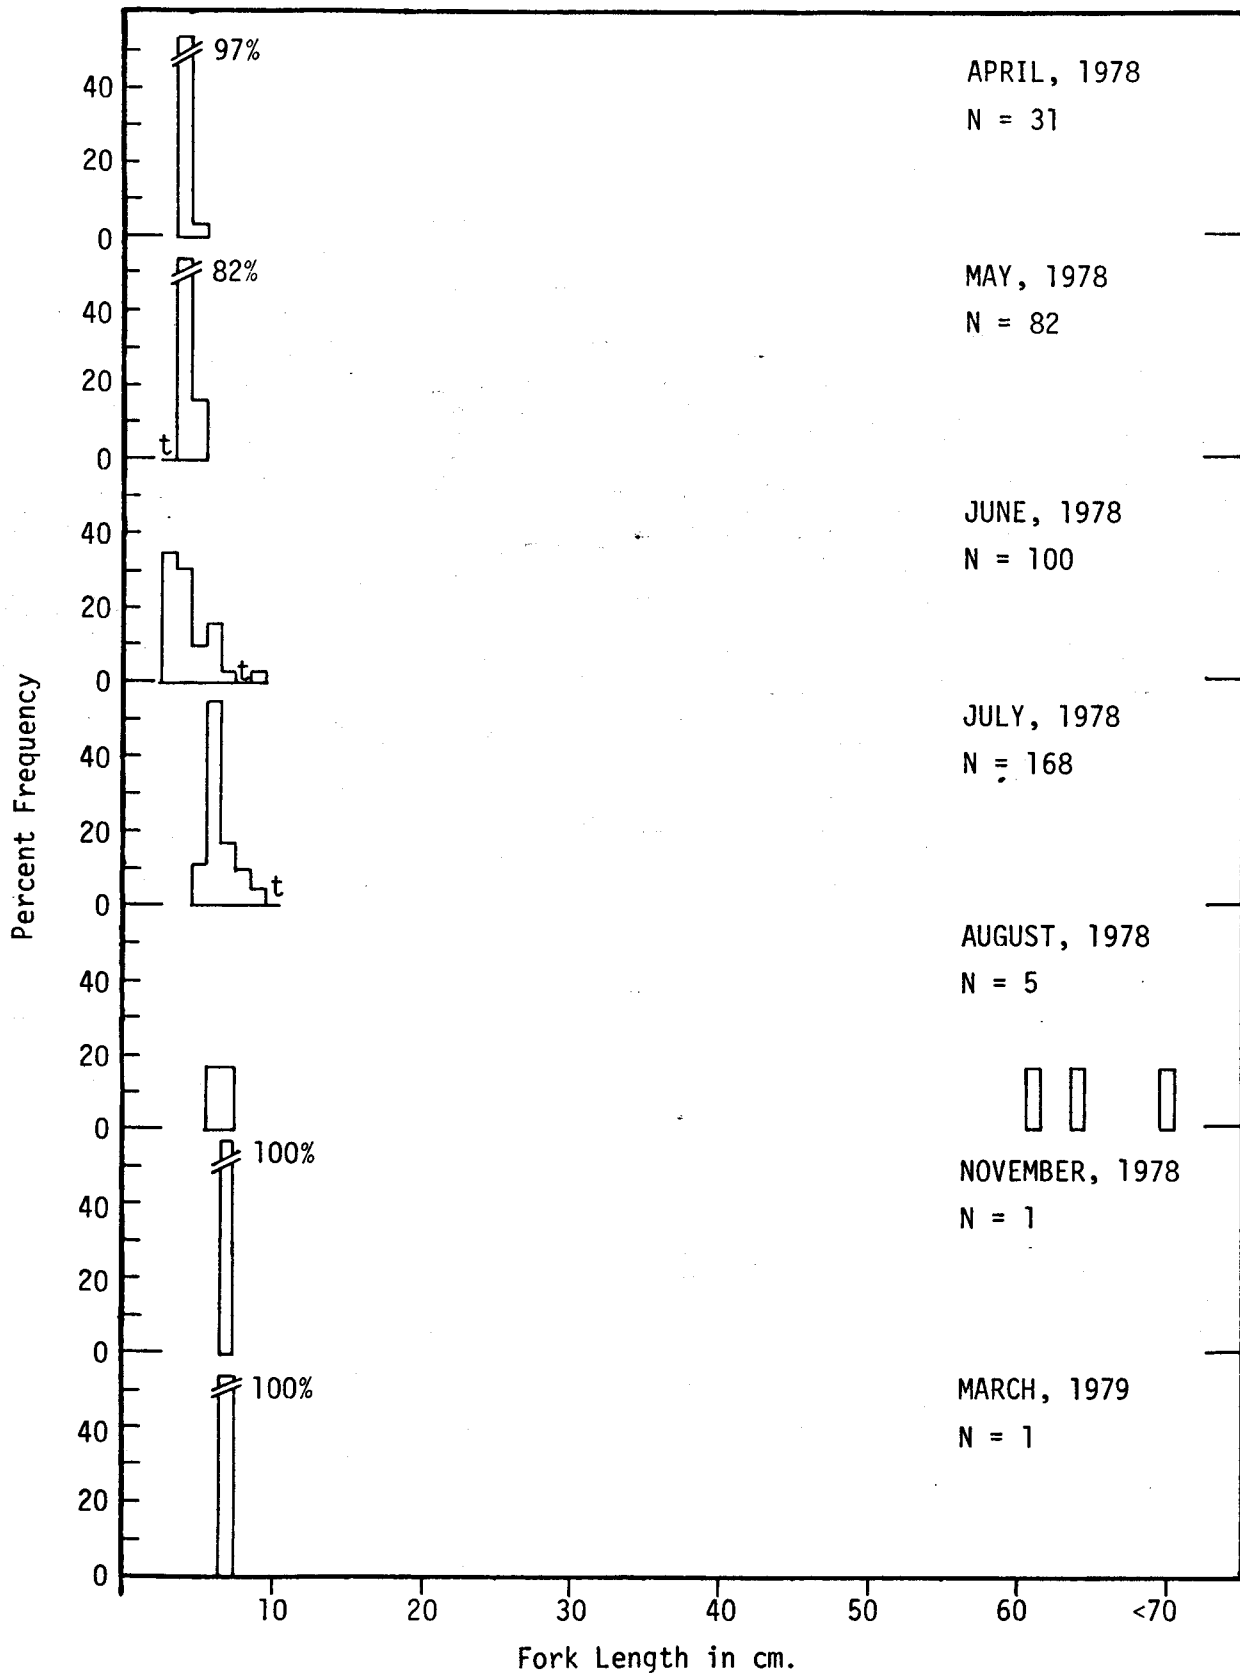 97%
APRIL, 1978
40
N = 31
20
0
82%
MAY, 1978
40
N = 82
20
t
0
JUNE, 1978
40
N = 100
20
t
0
Percent Frequency
JULY, 1978
40
N = 168
20
t
0
AUGUST, 1978
40
N = 5
20
0
100%
NOVEMBER, 1978
40
N = 1
20
0
100%
MARCH, 1979
40
N = 1
20
0
10 20 30 40 50 60 <70
Fork Length in cm.